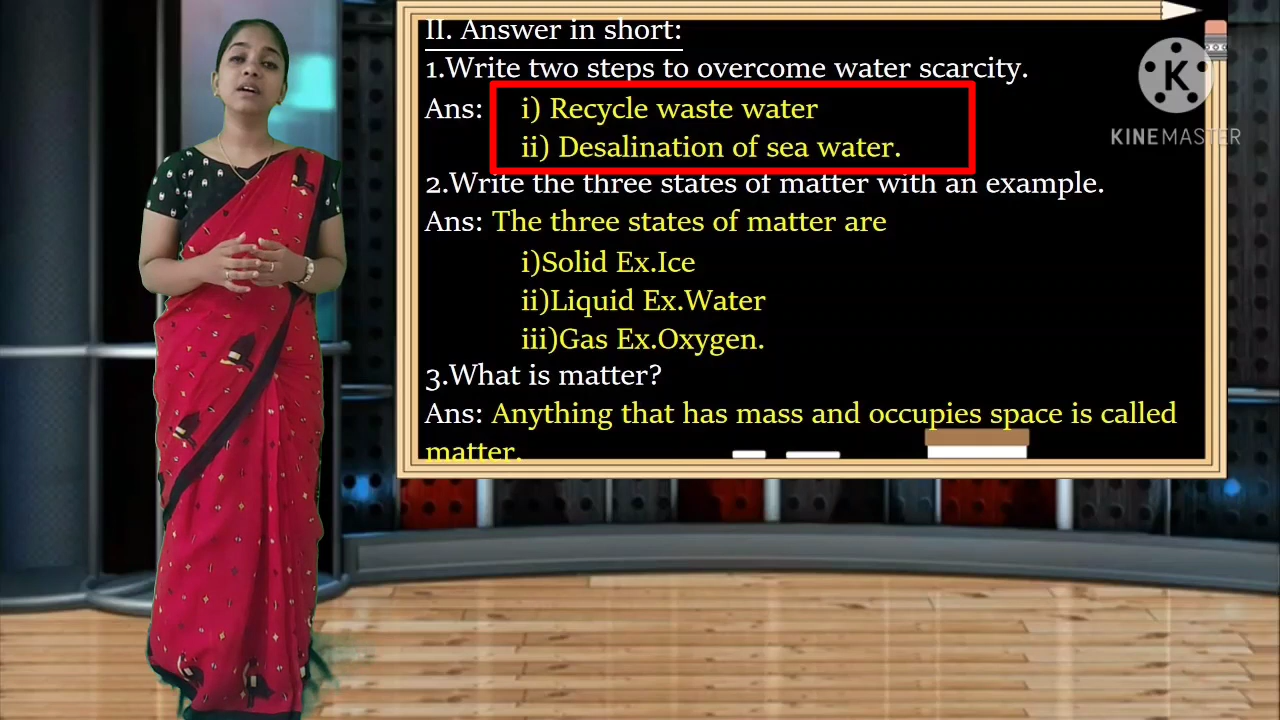 II. Answer in short:
1.Write two steps to overcome water scarcity.
Ans: i) Recycle waste water
ii) Desalination of sea water.
2.Write the three states of matter with an example.
Ans: The three states of matter are
i)Solid Ex.Ice
ii)Liquid Ex.Water
iii)Gas Ex.Oxygen.
3.What is matter?
Ans: Anything that has mass and occupies space is called
matter.
K
KINEMASTER